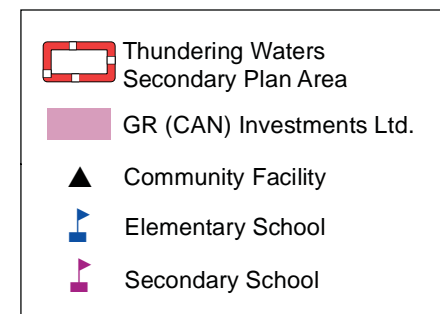 Thundering Waters
Secondary Plan Area
GR (CAN) Investments Ltd.
Community Facility
Elementary School
Secondary School